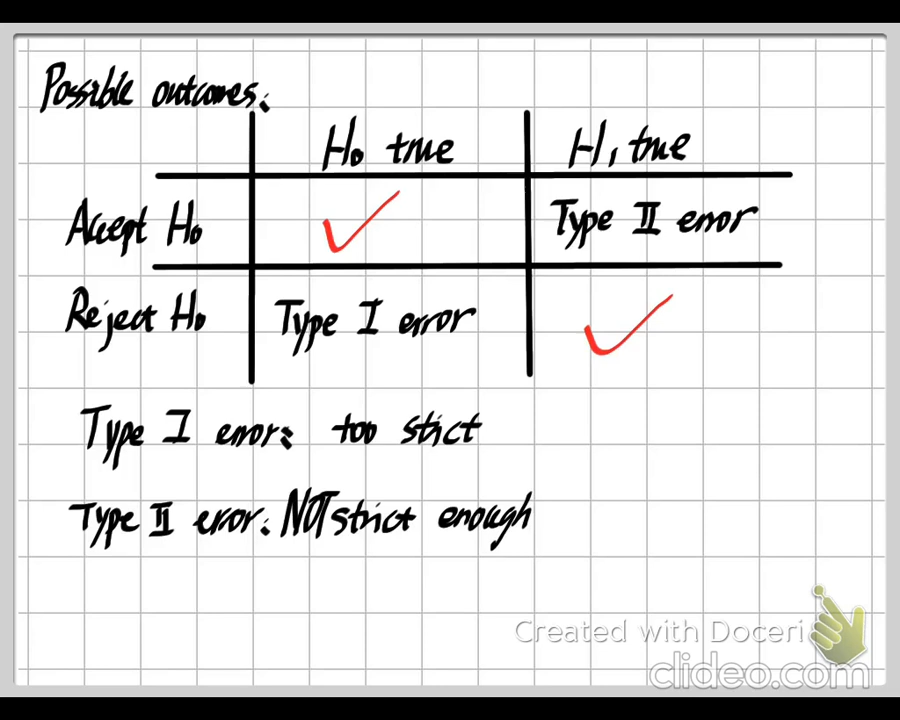 Possible outcomes:
H₀ true H₁ true
Accept H₀ Type II error
Reject H₀ Type I error
Type I error: too strict
Type II error: NOT strict enough
Created with Doceri
clideo.com